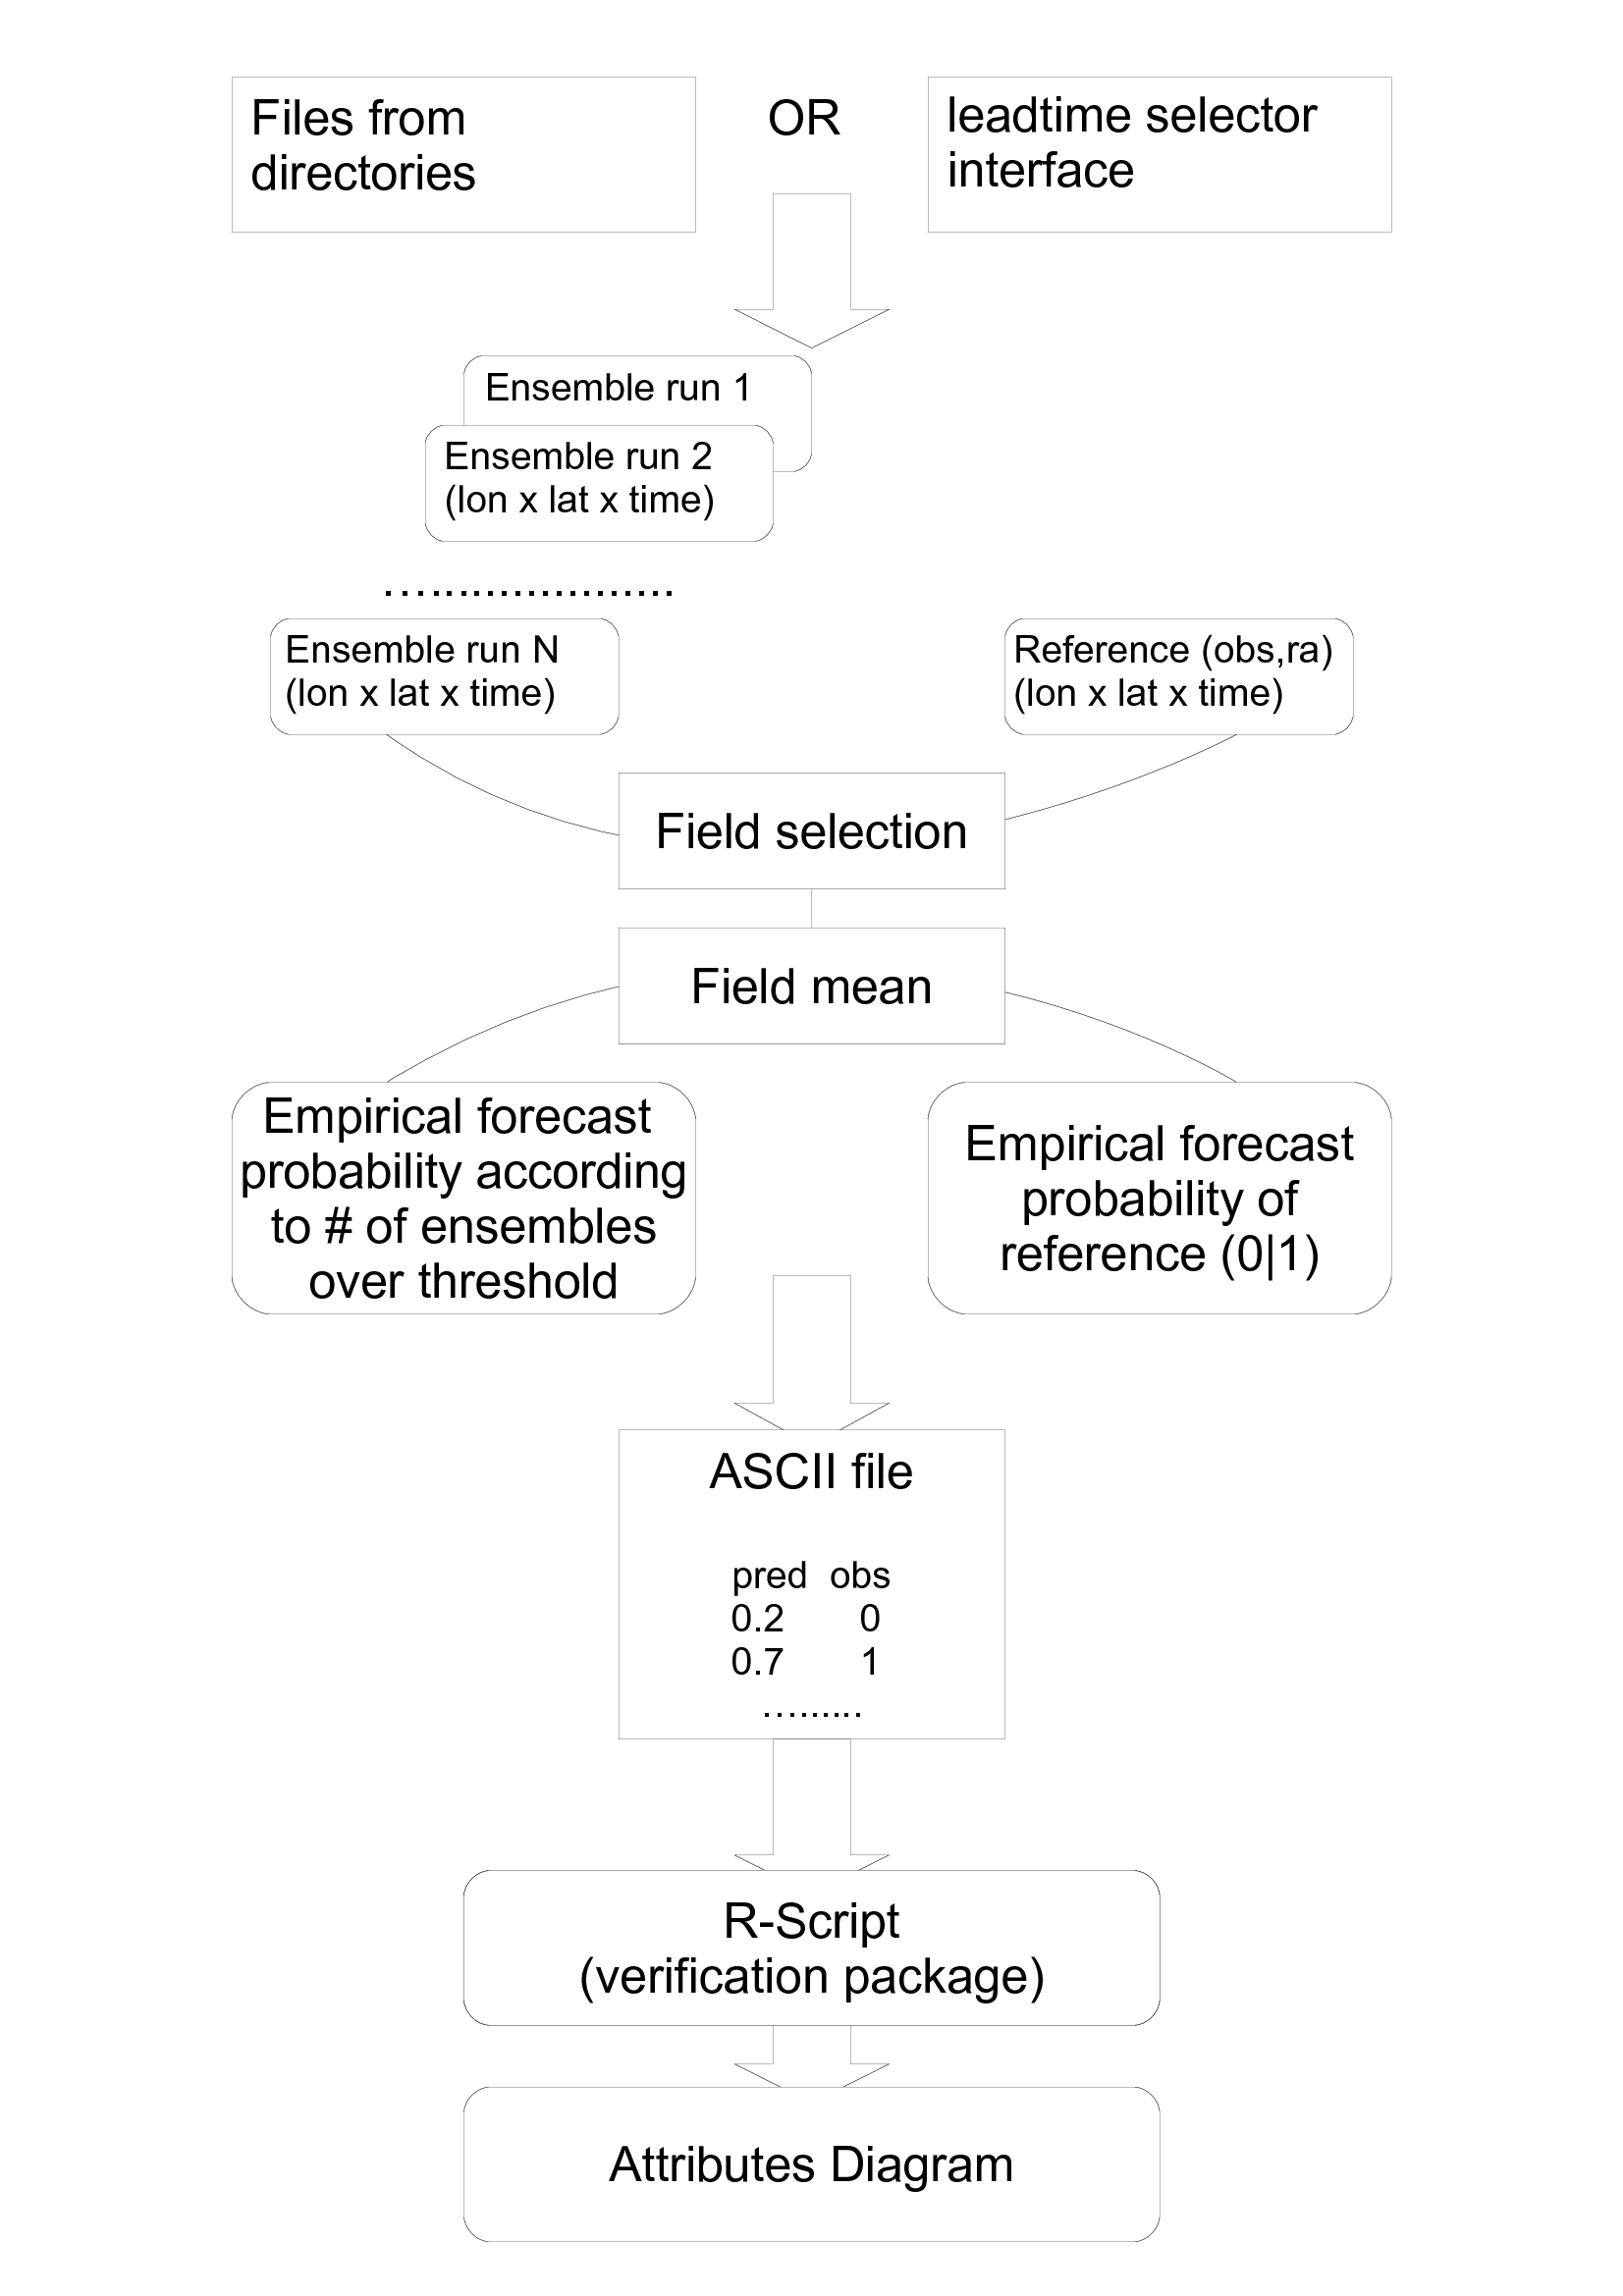 Files from
directories
OR
leadtime selector
interface
Ensemble run 1
Ensemble run 2
(lon x lat x time)
.....................
Ensemble run N
(lon x lat x time)
Reference (obs,ra)
(lon x lat x time)
Field selection
Field mean
Empirical forecast
probability according
to # of ensembles
over threshold
Empirical forecast
probability of
reference (0|1)
ASCII file
pred obs
0.2 0
0.7 1
.........
R-Script
(verification package)
Attributes Diagram